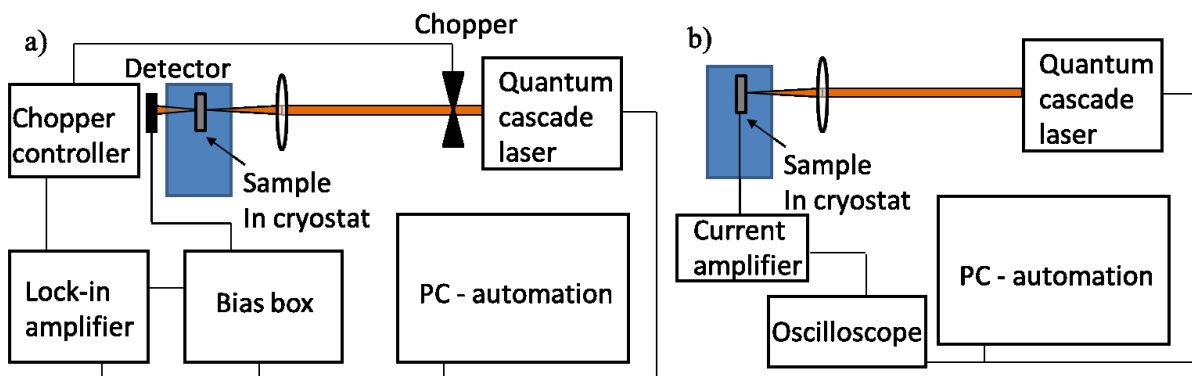 a)
Chopper
Detector
Chopper
controller
Quantum
cascade
laser
Sample
In cryostat
Lock-in
amplifier
Bias box
PC - automation
b)
Quantum
cascade
laser
Sample
In cryostat
Current
amplifier
PC - automation
Oscilloscope